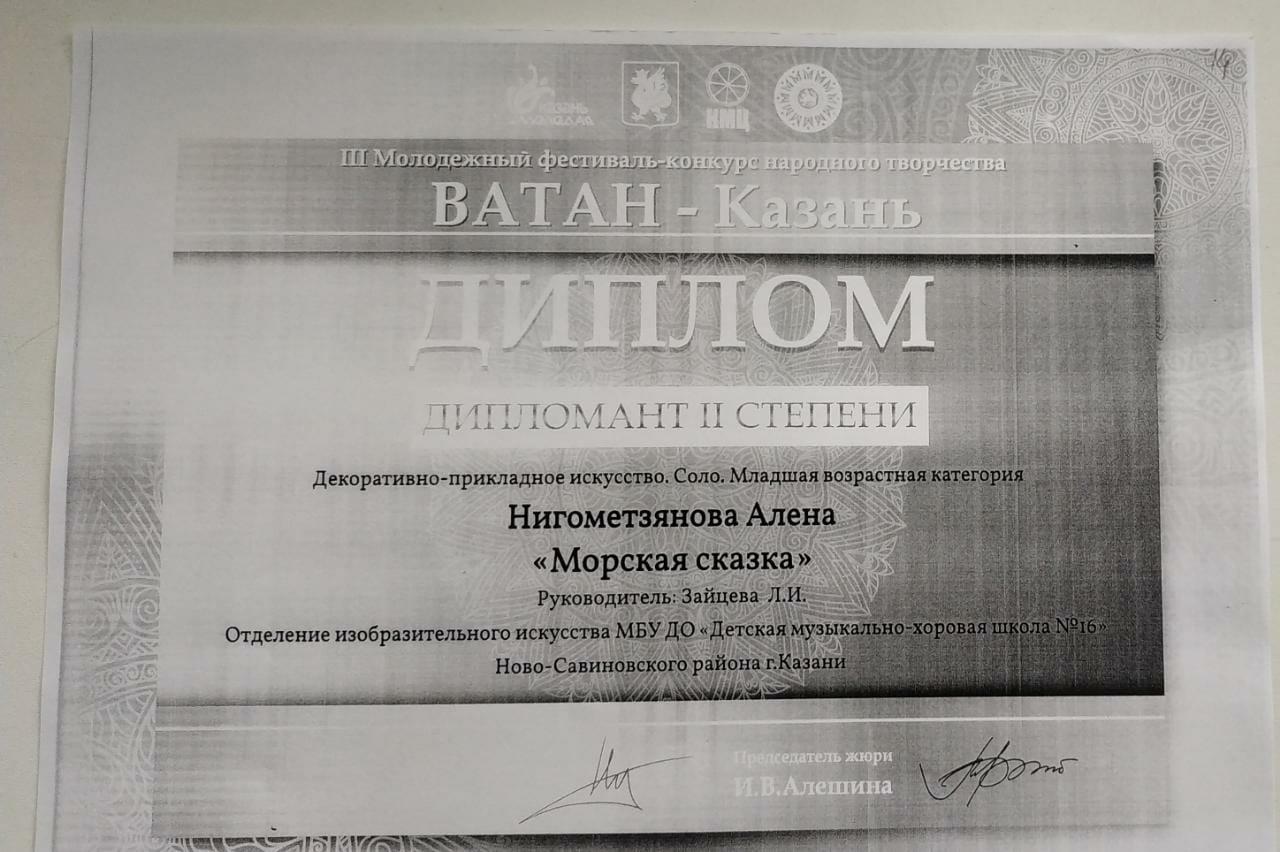 КАЗАНЬ
КМЦ
III Молодежный фестиваль-конкурс народного творчества
ВАТАН - Казань
ДИПЛОМ
ДИПЛОМАНТ II СТЕПЕНИ
Декоративно-прикладное искусство. Соло. Младшая возрастная категория
Нигометзянова Алена
«Морская сказка»
Руководитель: Зайцева Л.И.
Отделение изобразительного искусства МБУ ДО «Детская музыкально-хоровая школа №16»
Ново-Савиновского района г.Казани
Председатель жюри
И.В.Алешина